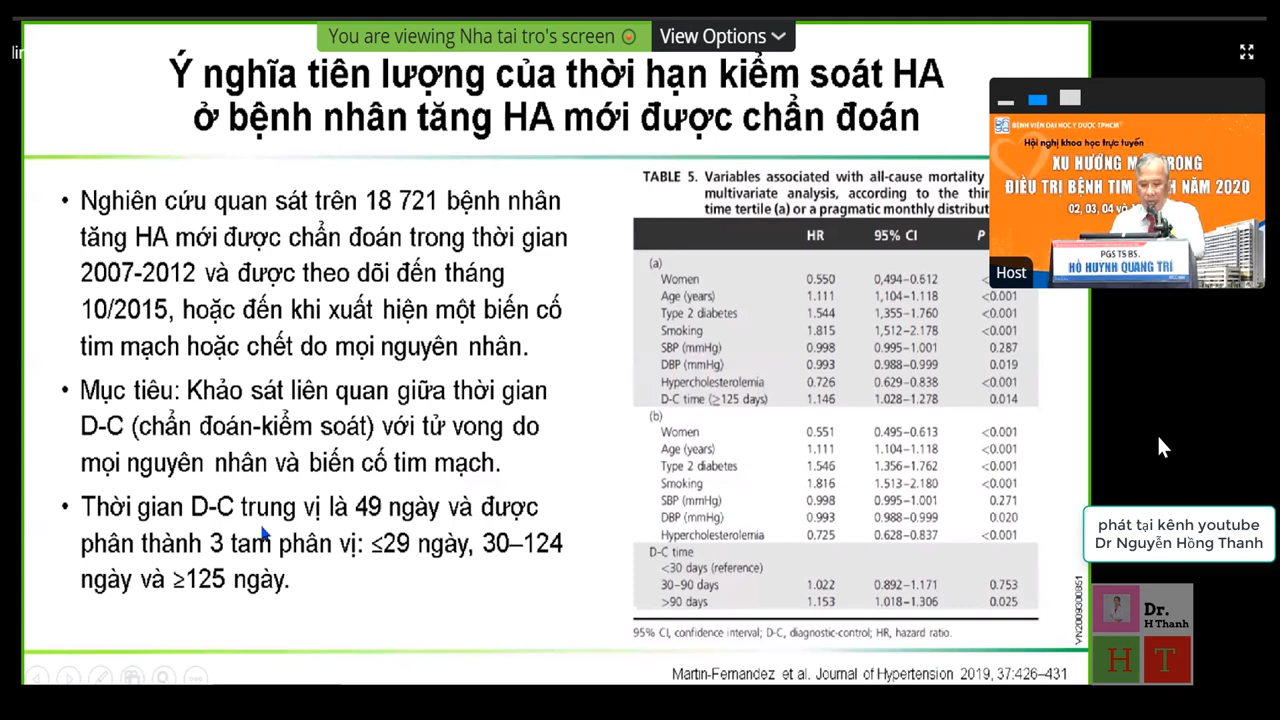 You are viewing Nha tai tro's screen
View Options
Ý nghĩa tiên lượng của thời hạn kiểm soát HA
ở bệnh nhân tăng HA mới được chẩn đoán
• Nghiên cứu quan sát trên 18 721 bệnh nhân
tăng HA mới được chẩn đoán trong thời gian
2007-2012 và được theo dõi đến tháng
10/2015, hoặc đến khi xuất hiện một biến cố
tim mạch hoặc chết do mọi nguyên nhân.
• Mục tiêu: Khảo sát liên quan giữa thời gian
D-C (chẩn đoán-kiểm soát) với tử vong do
mọi nguyên nhân và biến cố tim mạch.
• Thời gian D-C trung vị là 49 ngày và được
phân thành 3 tam phân vị: ≤29 ngày, 30–124
ngày và ≥125 ngày.
TABLE 5. Variables associated with all-cause mortality
multivariate analysis, according to the
time tertile (a) or a pragmatic monthly
HR 95% CI P
(a)
Women 0.550 0,494–0.612
Age (years) 1.111 1,104–1.118 <0.001
Type 2 diabetes 1.544 1,355–1.760 <0.001
Smoking 1.815 1,512–2.178 <0.001
SBP (mmHg) 0.998 0.995–1.001 0.287
DBP (mmHg) 0.993 0.988–0.999 0.019
Hypercholesterolemia 0.726 0.629–0.838 <0.001
D-C time (≥125 days) 1.146 1.028–1.278 0.014
(b)
Women 0.551 0.495–0.613 <0.001
Age (years) 1.111 1.104–1.118 <0.001
Type 2 diabetes 1.546 1.356–1.762 <0.001
Smoking 1.816 1.513–2.180 <0.001
SBP (mmHg) 0.998 0.995–1.001 0.271
DBP (mmHg) 0.993 0.988–0.999 0.020
Hypercholesterolemia 0.725 0.628–0.837 <0.001
D-C time
<30 days (reference)
30–90 days 1.022 0.892–1.171 0.753
>90 days 1.153 1.018–1.306 0.025
95% CI, confidence interval; D-C, diagnostic-control; HR, hazard ratio.
VN2009300851
Martin-Fernandez et al. Journal of Hypertension 2019, 37:426–431
BỆNH VIỆN ĐẠI HỌC Y DƯỢC TPHCM
Hội nghị khoa học trực tuyến
XU HƯỚNG
TRONG
ĐIỀU TRỊ BỆNH TIM
NĂM 2020
02, 03, 04
PGS TS BS.
HỒ HUỲNH QUANG TRÍ
Host
phát tại kênh youtube
Dr Nguyễn Hồng Thanh
Dr.
H Thanh
H T